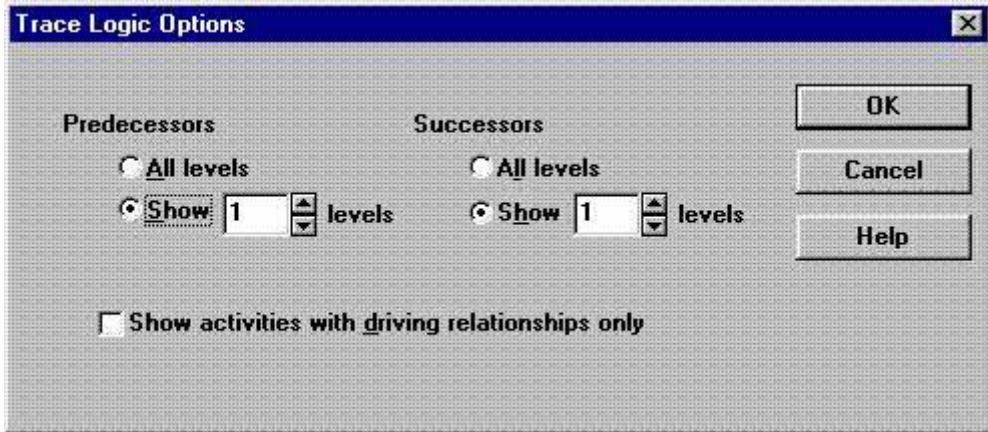 Trace Logic Options
OK
Predecessors Successors
All levels All levels
Cancel
Show 1 levels Show 1 levels
Help
Show activities with driving relationships only